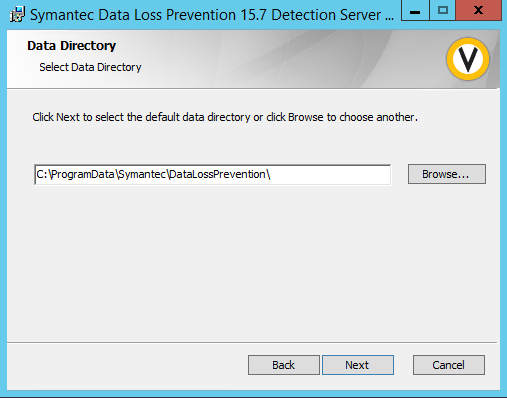 Symantec Data Loss Prevention 15.7 Detection Server ...
Data Directory
Select Data Directory
Click Next to select the default data directory or click Browse to choose another.
C:\ProgramData\Symantec\DataLossPrevention\
Browse...
Back
Next
Cancel